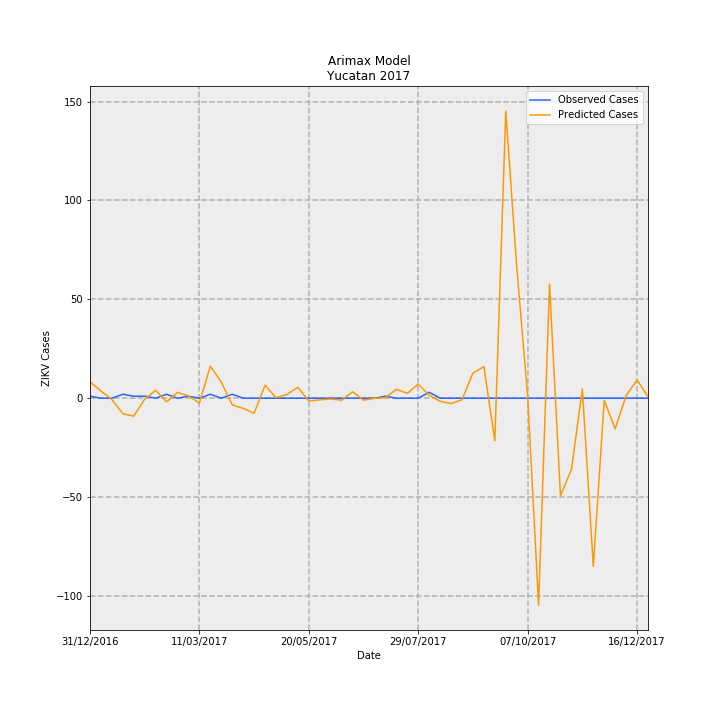 Arimax Model
Yucatan 2017
Observed Cases
Predicted Cases
150
100
50
0
−50
−100
ZIKV Cases
31/12/2016 11/03/2017 20/05/2017 29/07/2017 07/10/2017 16/12/2017
Date